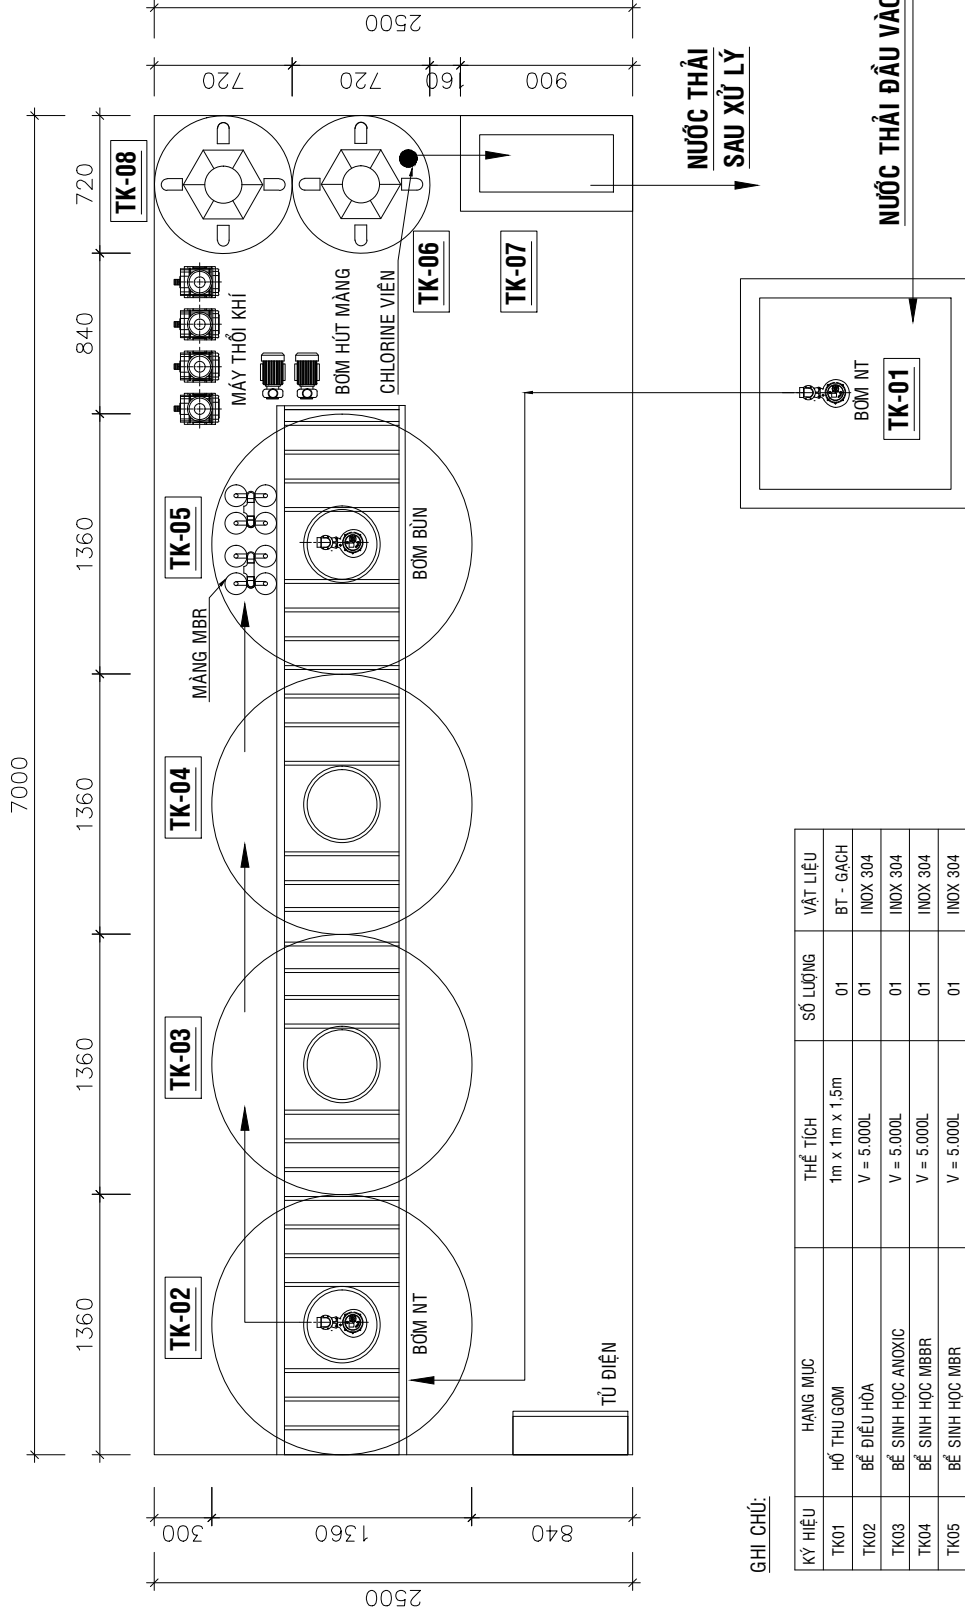 7000
1360
1360
1360
1360
840
720
TK-02
TK-03
TK-04
TK-05
TK-08
MÀNG MBR
MÁY THỔI KHÍ
BƠM HÚT MÀNG
CHLORINE VIÊN
BƠM NT
BƠM BÙN
TK-06
TK-07
TỦ ĐIỆN
2500
300
1360
840
2500
720
720
160
900
NƯỚC THẢI
SAU XỬ LÝ
NƯỚC THẢI ĐẦU VÀO
BƠM NT
TK-01
GHI CHÚ:
KÝ HIỆU HẠNG MỤC THỂ TÍCH SỐ LƯỢNG VẬT LIỆU
TK01 HỐ THU GOM 1m x 1m x 1,5m 01 BT - GẠCH
TK02 BỂ ĐIỀU HÒA V = 5.000L 01 INOX 304
TK03 BỂ SINH HỌC ANOXIC V = 5.000L 01 INOX 304
TK04 BỂ SINH HỌC MBBR V = 5.000L 01 INOX 304
TK05 BỂ SINH HỌC MBR V = 5.000L 01 INOX 304